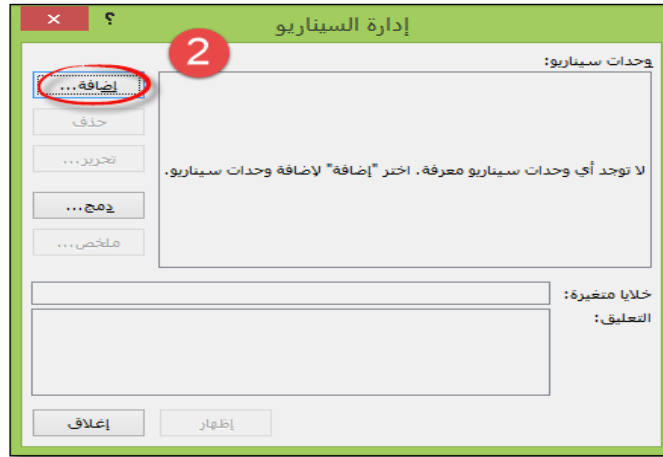 إدارة السيناريو
؟
×
2
وحدات سيناريو:
إضافة...
لا توجد أي وحدات سيناريو معرفة. اختر "إضافة" لإضافة وحدات سيناريو.
حذف
تحرير...
دمج...
ملخص...
خلايا متغيرة:
التعليق:
إظهار
إغلاق